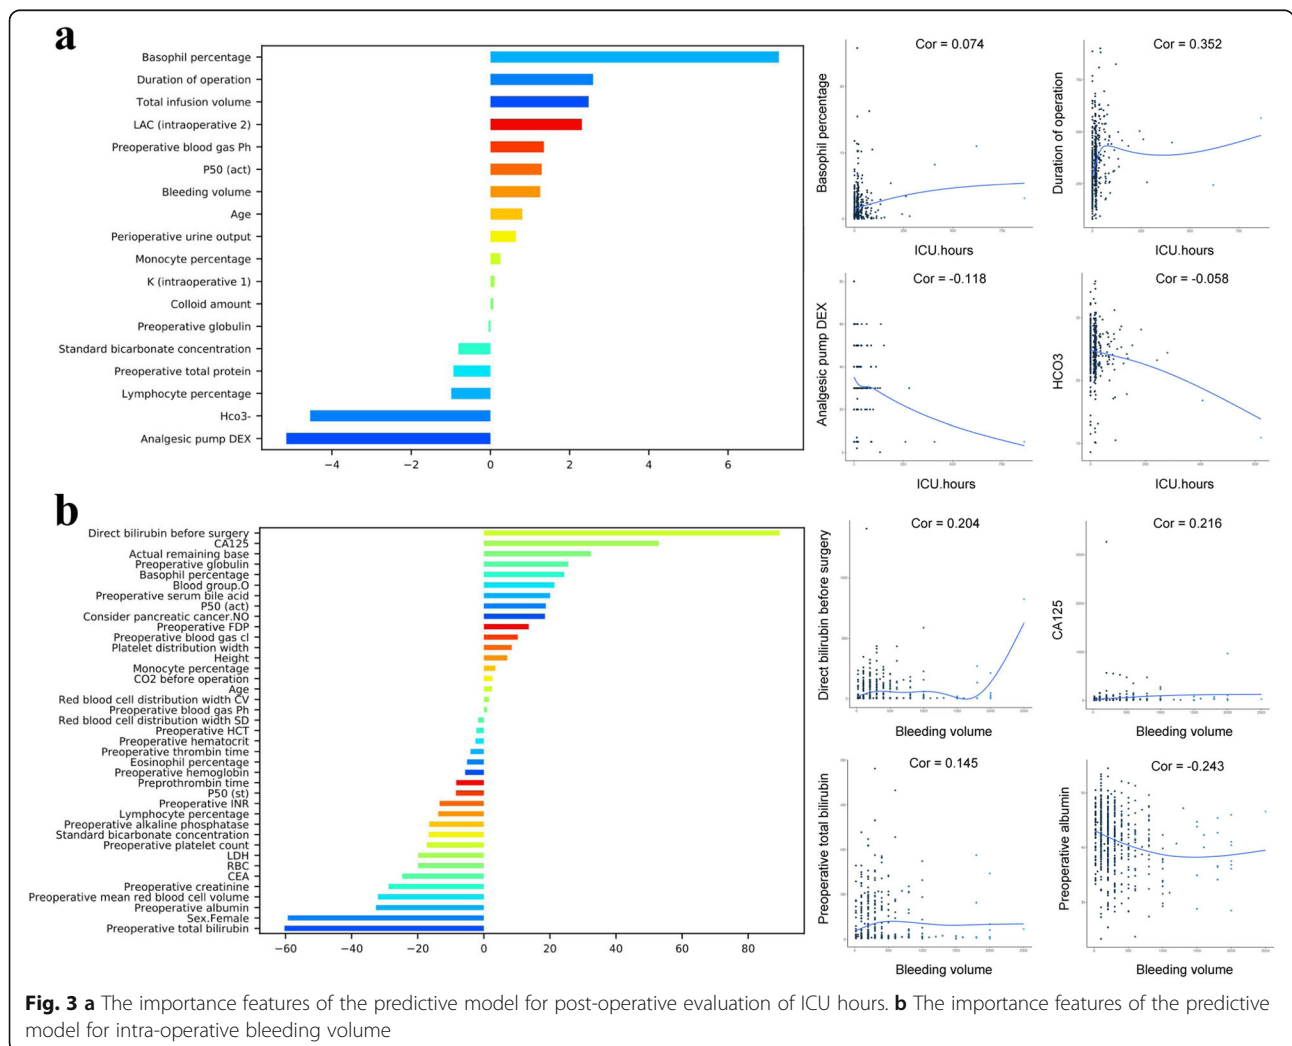 a
Basophil percentage
Duration of operation
Total infusion volume
LAC (intraoperative 2)
Preoperative blood gas Ph
P50 (act)
Bleeding volume
Age
Perioperative urine output
Monocyte percentage
K (intraoperative 1)
Colloid amount
Preoperative globulin
Standard bicarbonate concentration
Preoperative total protein
Lymphocyte percentage
Hco3-
Analgesic pump DEX
−4 −2 0 2 4 6
Cor = 0.074
Basophil percentage
ICU.hours
Cor = 0.352
Duration of operation
ICU.hours
Cor = -0.118
Analgesic pump DEX
ICU.hours
Cor = -0.058
HCO3
ICU.hours
b
Direct bilirubin before surgery
CA125
Actual remaining base
Preoperative globulin
Basophil percentage
Blood group.O
Preoperative serum bile acid
P50 (act)
Consider pancreatic cancer.NO
Preoperative FDP
Preoperative blood gas cl
Platelet distribution width
Height
Monocyte percentage
CO2 before operation
Age
Red blood cell distribution width CV
Preoperative blood gas Ph
Red blood cell distribution width SD
Preoperative HCT
Preoperative hematocrit
Preoperative thrombin time
Eosinophil percentage
Preoperative hemoglobin
Preprothrombin time
P50 (st)
Preoperative INR
Lymphocyte percentage
Preoperative alkaline phosphatase
Standard bicarbonate concentration
Preoperative platelet count
LDH
RBC
CEA
Preoperative creatinine
Preoperative mean red blood cell volume
Preoperative albumin
Sex.Female
Preoperative total bilirubin
−60 −40 −20 0 20 40 60 80
Cor = 0.204
Direct bilirubin before surgery
Bleeding volume
Cor = 0.216
CA125
Bleeding volume
Cor = 0.145
Preoperative total bilirubin
Bleeding volume
Cor = -0.243
Preoperative albumin
Bleeding volume
Fig. 3 a The importance features of the predictive model for post-operative evaluation of ICU hours. b The importance features of the predictive
model for intra-operative bleeding volume